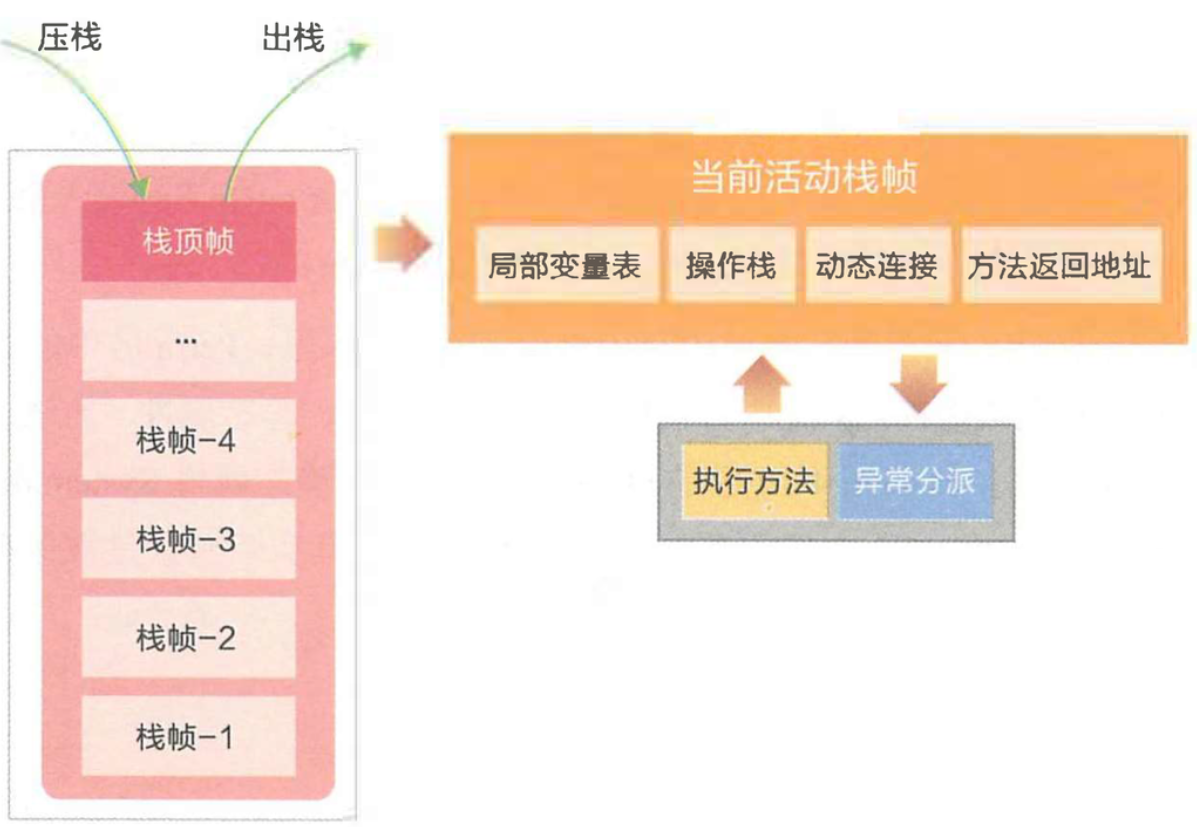 压栈
出栈
栈顶帧
...
栈帧-4
栈帧-3
栈帧-2
栈帧-1
当前活动栈帧
局部变量表
操作栈
动态连接
方法返回地址
执行方法
异常分派